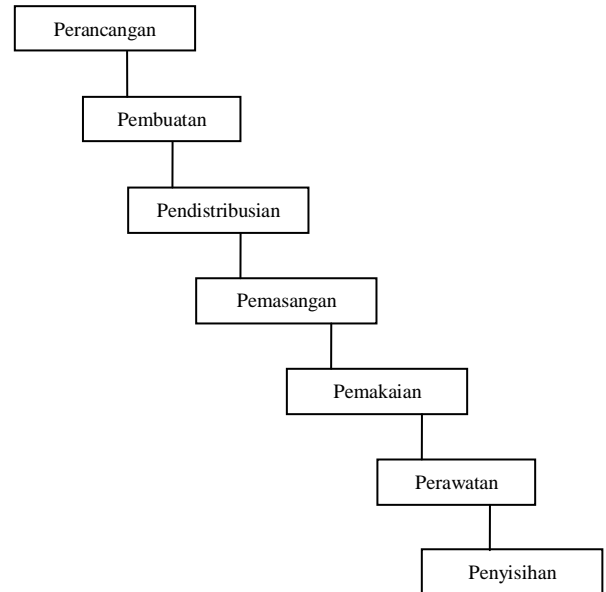 Perancangan
Pembuatan
Pendistribusian
Pemasangan
Pemakaian
Perawatan
Penyisihan